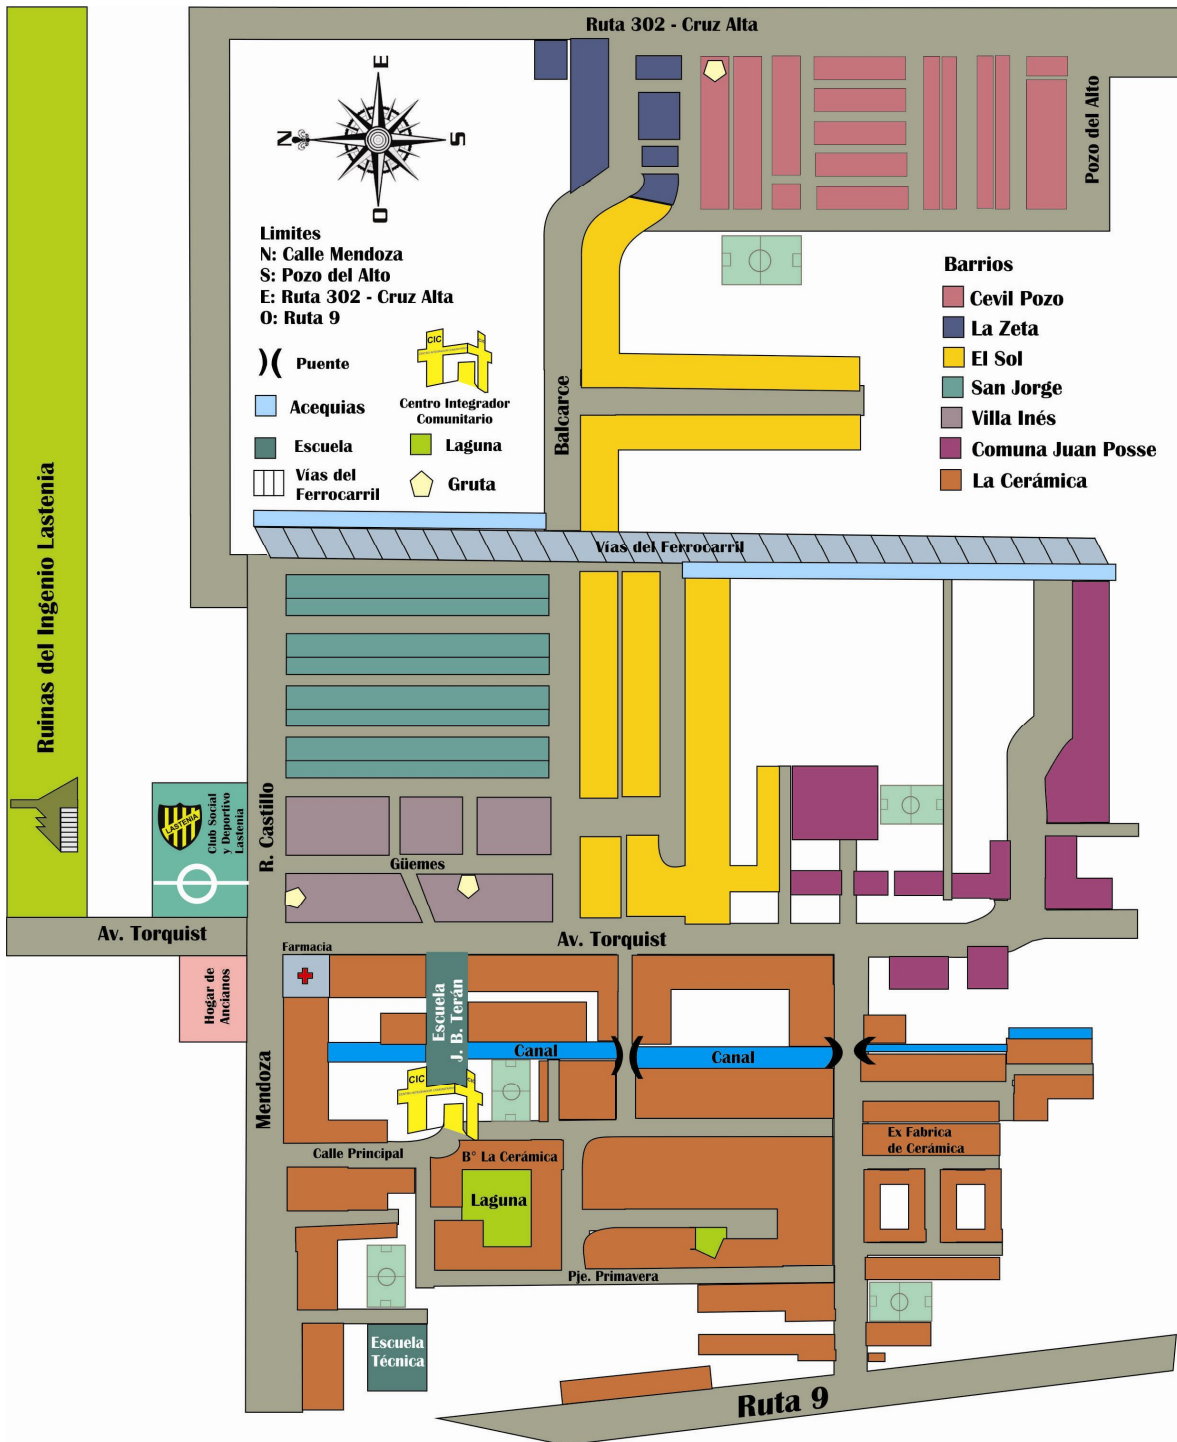 Ruta 302 - Cruz Alta
E
N
S
O
Pozo del Alto
Limites
N: Calle Mendoza
S: Pozo del Alto
E: Ruta 302 - Cruz Alta
O: Ruta 9
Puente
CIC
Centro Integrador
Comunitario
Acequias
Escuela
Laguna
Vías del
Ferrocarril
Gruta
Balcarce
Barrios
Cevil Pozo
La Zeta
El Sol
San Jorge
Villa Inés
Comuna Juan Posse
La Cerámica
Vías del Ferrocarril
Ruinas del Ingenio Lastenia
LASTENIA
Club Social
y Deportivo
Lastenia
R. Castillo
Güemes
Av. Torquist
Av. Torquist
Farmacia
Hogar de
Ancianos
Escuela
J. B. Terán
Canal
Canal
CIC
Mendoza
Calle Principal
B° La Cerámica
Laguna
Ex Fabrica
de Cerámica
Pje. Primavera
Escuela
Técnica
Ruta 9